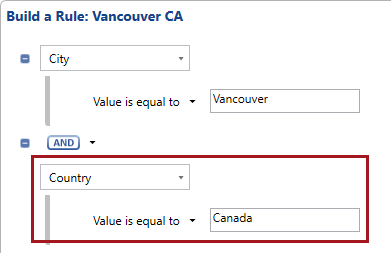 Build a Rule: Vancouver CA
City
Value is equal to Vancouver
AND
Country
Value is equal to Canada